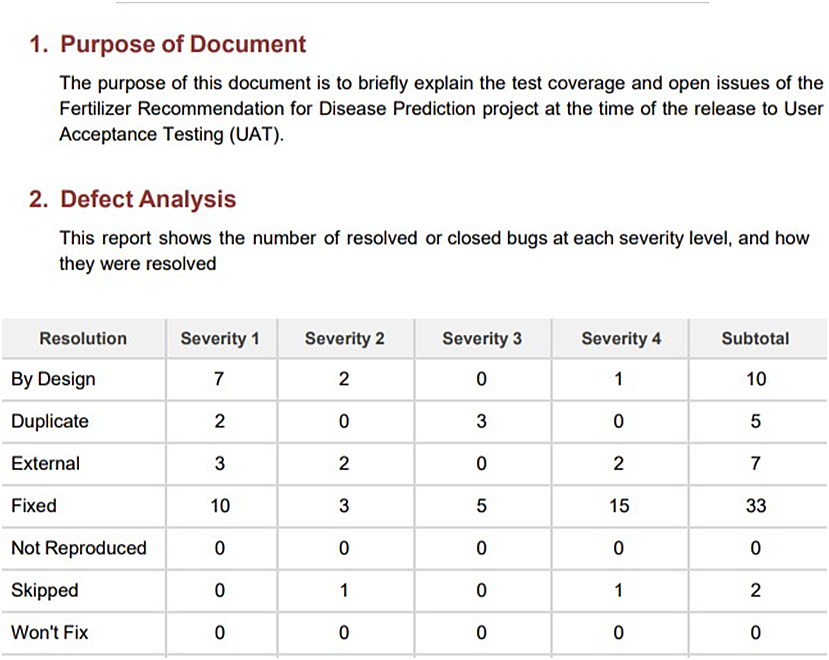 1. Purpose of Document
The purpose of this document is to briefly explain the test coverage and open issues of the
Fertilizer Recommendation for Disease Prediction project at the time of the release to User
Acceptance Testing (UAT).
2. Defect Analysis
This report shows the number of resolved or closed bugs at each severity level, and how
they were resolved
Resolution Severity 1 Severity 2 Severity 3 Severity 4 Subtotal
By Design 7 2 0 1 10
Duplicate 2 0 3 0 5
External 3 2 0 2 7
Fixed 10 3 5 15 33
Not Reproduced 0 0 0 0 0
Skipped 0 1 0 1 2
Won't Fix 0 0 0 0 0